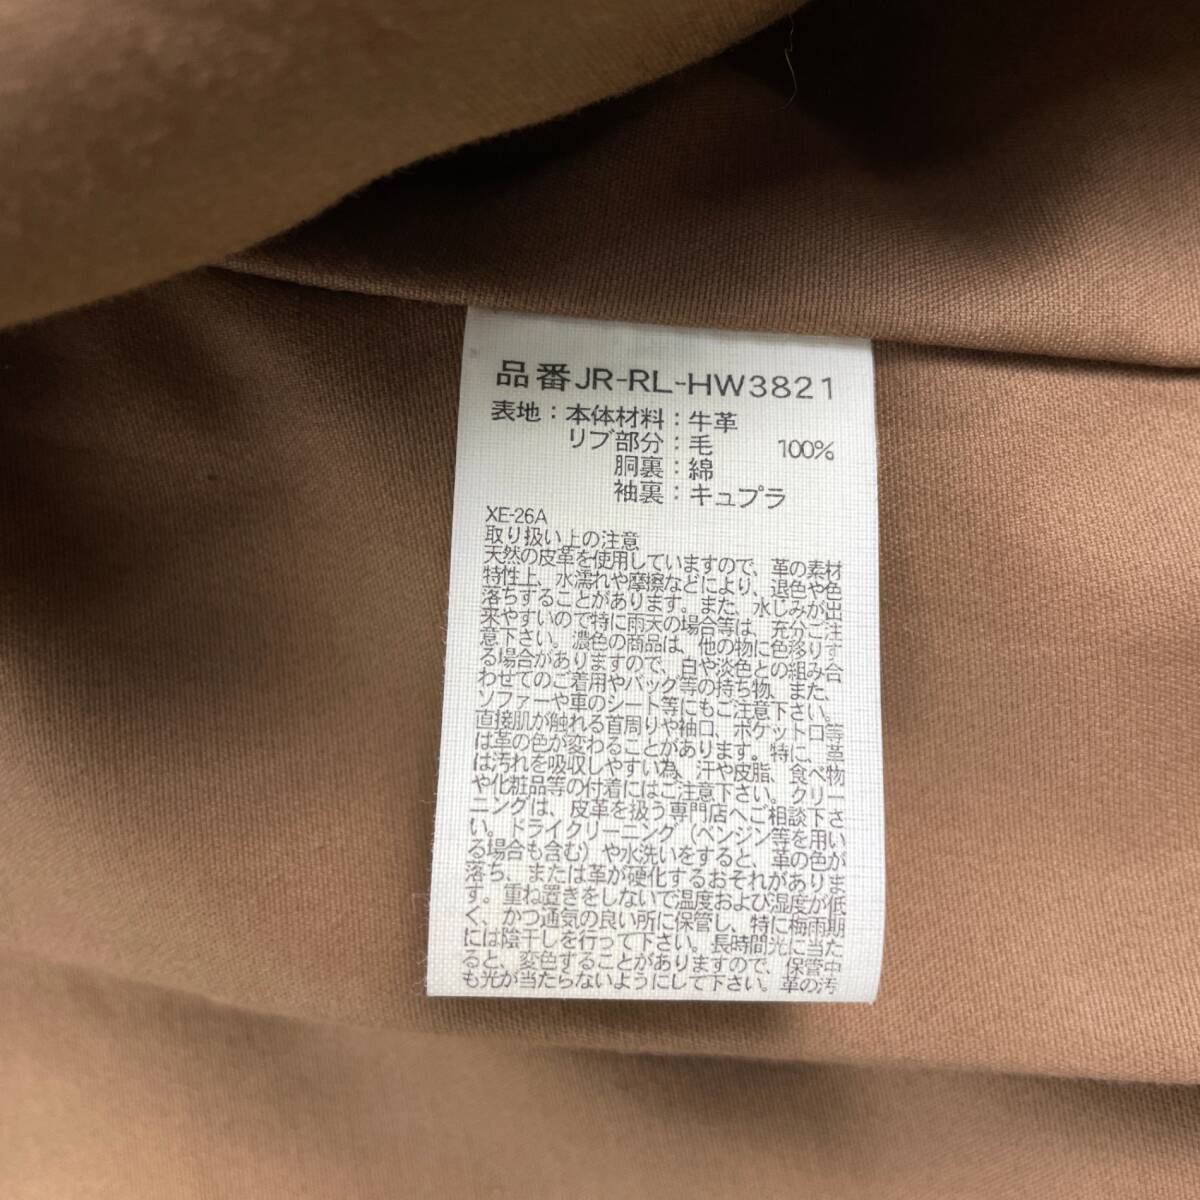 品番JR-RL-HW3821
表地：本体材料：牛革
リブ部分：毛 100%
胴裏：綿
袖裏：キュプラ
XE-26A
取り扱い上の注意
天然の皮革を使用していますので、革の素材
特性上、水濡れや摩擦などにより、退色や色
落ちすることがあります。また、水じみが出
来やすいので特に雨天の場合等は、充分ご注
意下さい。濃色の商品は、他の物に色移りす
る場合がありますので、白や淡色との組み合
わせてのご着用やバッグ等の持ち物、また、
ソファーや車のシート等にもご注意下さい。
直接肌が触れる首周りや袖口、ポケット口等
は革の色が変わることがあります。特に、革
は汚れを吸収しやすい為、汗や皮脂、食べ物
や化粧品等の付着にはご注意下さい。クリー
ニングは、皮革を扱う専門店へご相談下さ
い。ドライクリーニング（ベンジン等を用い
る場合も含む）や水洗いをすると、革の色が
落ち、または革が硬化するおそれがありま
す。重ね置きをしないで温度および湿度が低
く、かつ通気の良い所に保管し、特に梅雨期
には陰干しを行って下さい。長時間光に当た
ると、変色することがありますので、保管中
も光が当たらないようにして下さい。革の汚